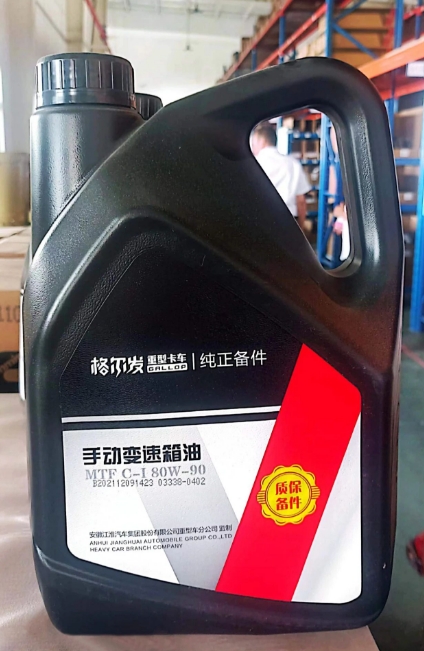 格尔发 重型卡车 GALLOP | 纯正备件
手动变速箱油
MTF C-I 80W-90
B202112091423 03338-0402
质保
备件
安徽江淮汽车集团股份有限公司重型车分公司 监制
ANHUI JIANGHUAI AUTOMOBILE GROUP CO.,LTD
HEAVY CAR BRANCH COMPANY